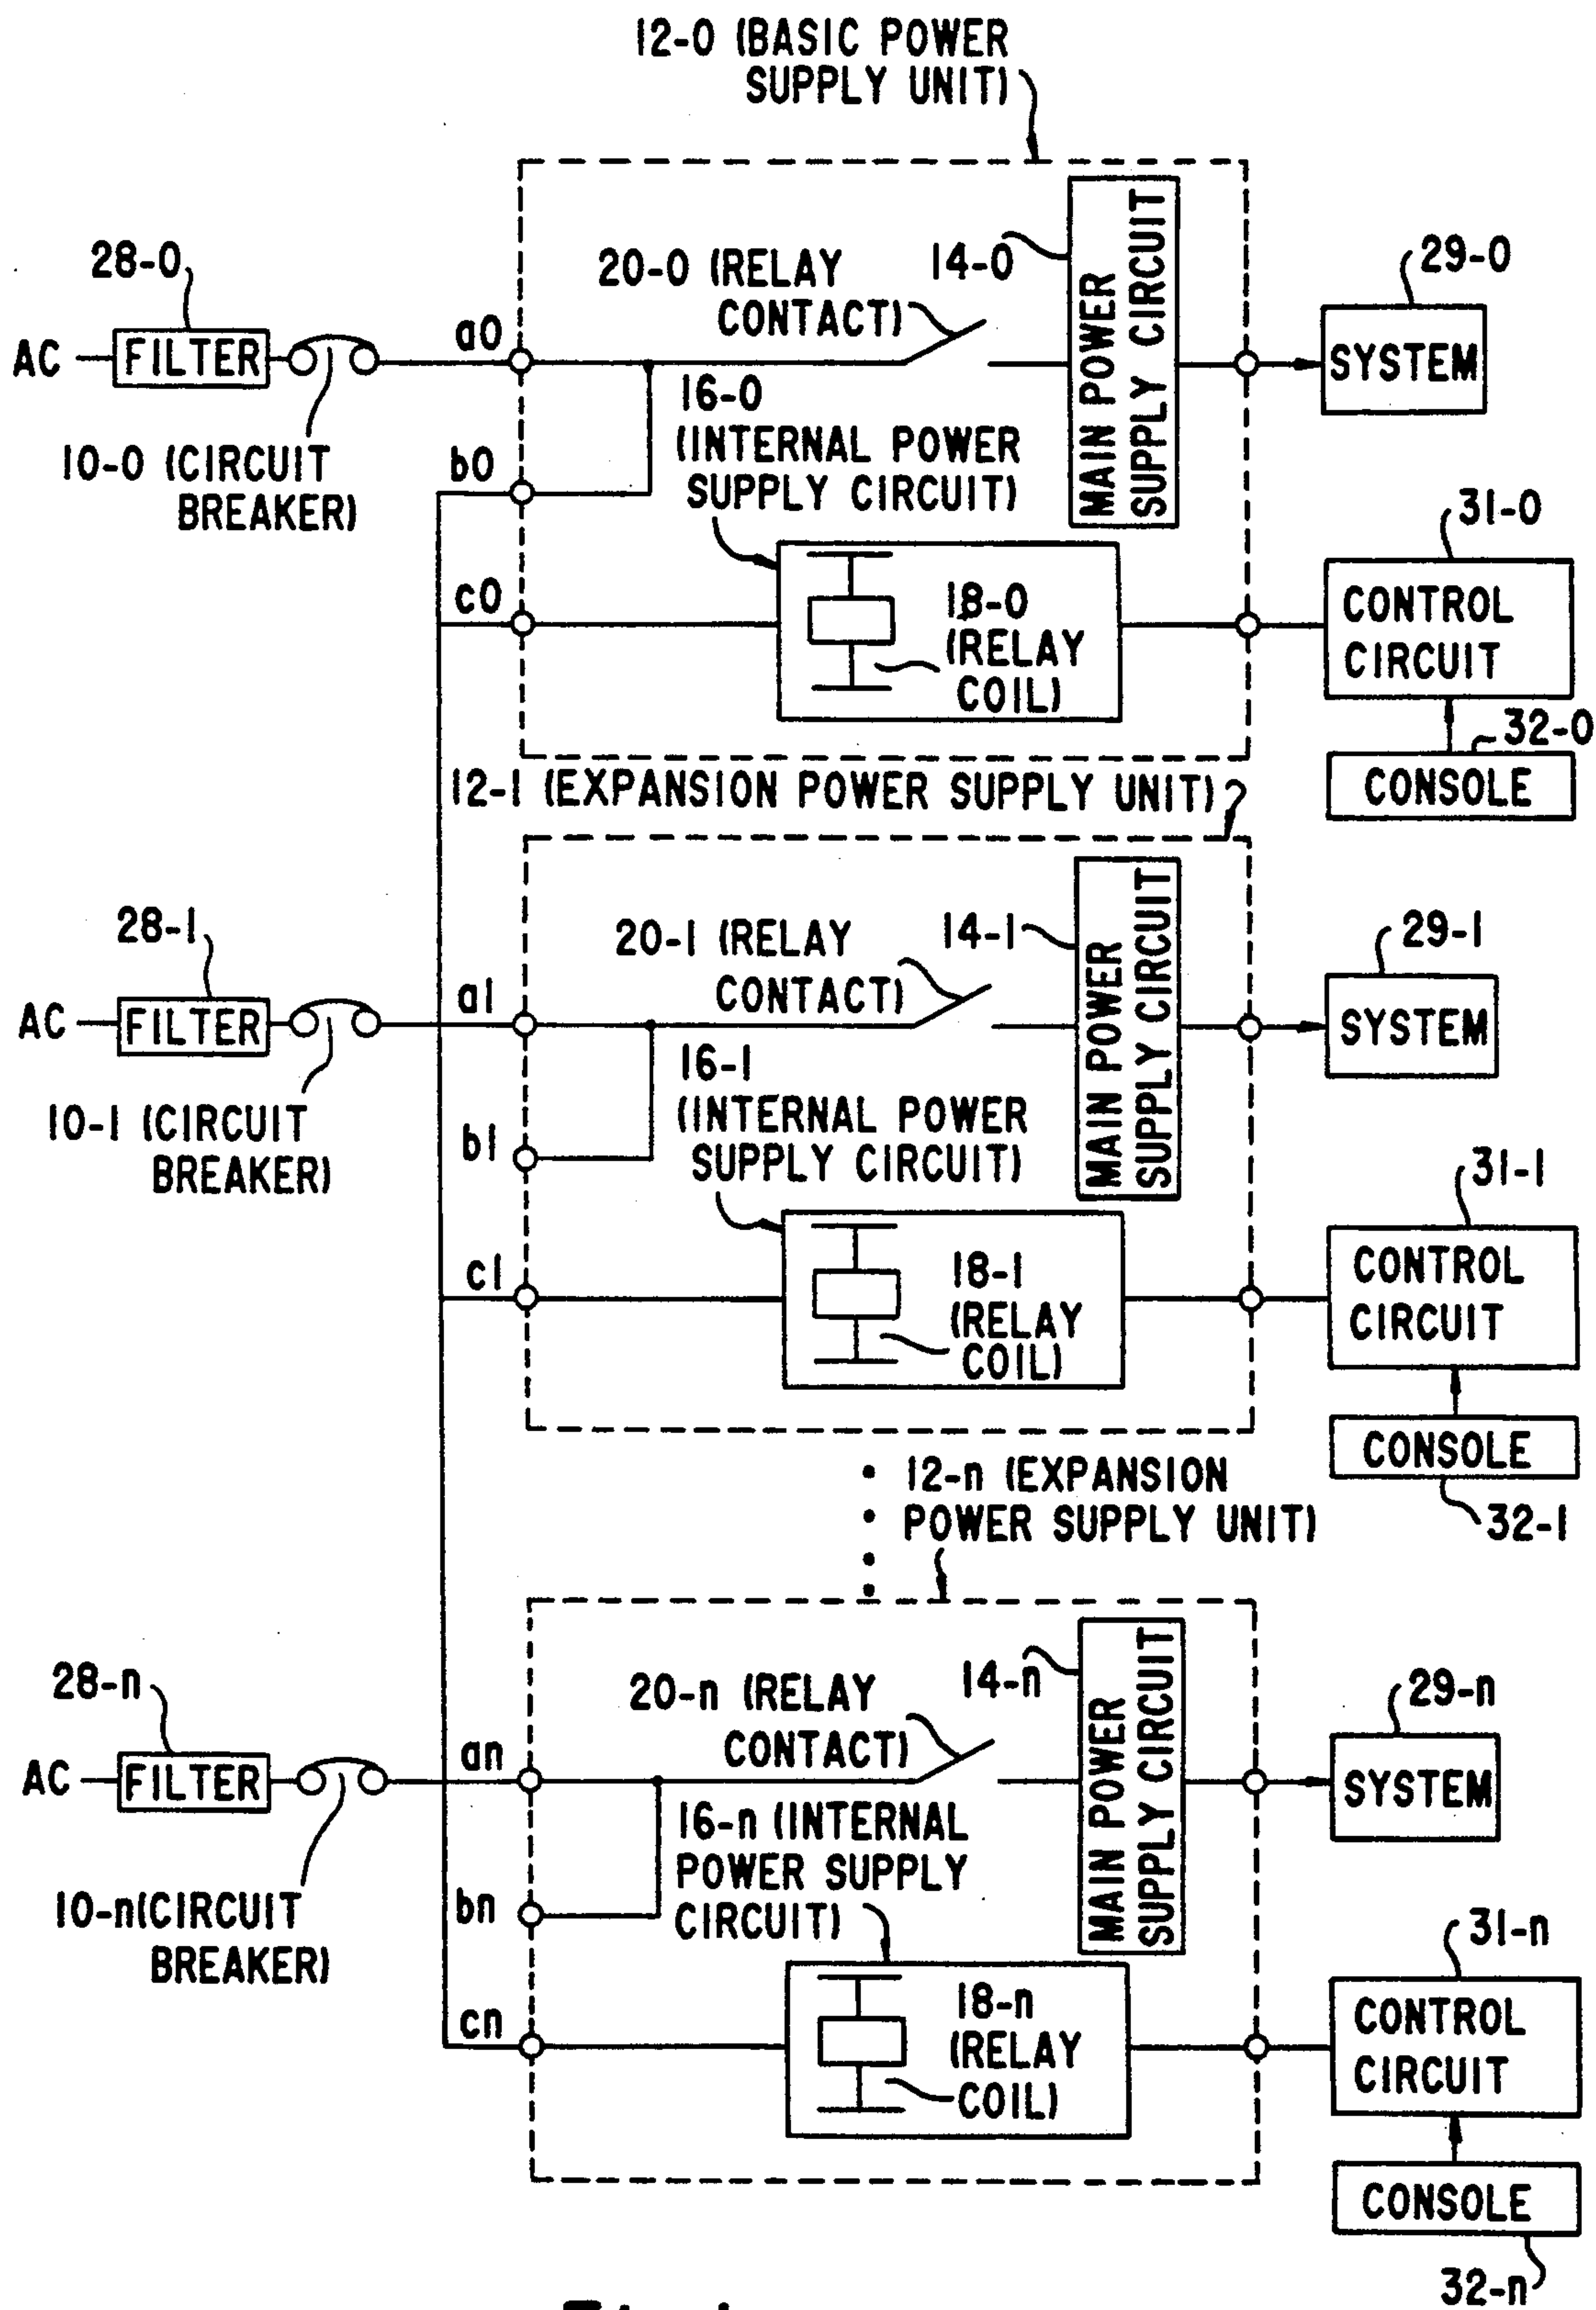 12-0 (BASIC POWER
SUPPLY UNIT)
28-0
20-0 (RELAY
CONTACT)
14-0
MAIN POWER
SUPPLY CIRCUIT
29-0
AC
FILTER
a0
SYSTEM
10-0 (CIRCUIT
BREAKER)
b0
16-0
(INTERNAL POWER
SUPPLY CIRCUIT)
31-0
c0
18-0
(RELAY
COIL)
CONTROL
CIRCUIT
32-0
CONSOLE
12-1 (EXPANSION POWER SUPPLY UNIT)
28-1
20-1 (RELAY
CONTACT)
14-1
MAIN POWER
SUPPLY CIRCUIT
29-1
AC
FILTER
a1
SYSTEM
10-1 (CIRCUIT
BREAKER)
b1
16-1
(INTERNAL POWER
SUPPLY CIRCUIT)
31-1
c1
18-1
(RELAY
COIL)
CONTROL
CIRCUIT
CONSOLE
32-1
12-n (EXPANSION
POWER SUPPLY UNIT)
28-n
20-n (RELAY
CONTACT)
14-n
MAIN POWER
SUPPLY CIRCUIT
29-n
AC
FILTER
an
SYSTEM
10-n(CIRCUIT
BREAKER)
bn
16-n (INTERNAL
POWER SUPPLY
CIRCUIT)
31-n
cn
18-n
(RELAY
COIL)
CONTROL
CIRCUIT
CONSOLE
32-n